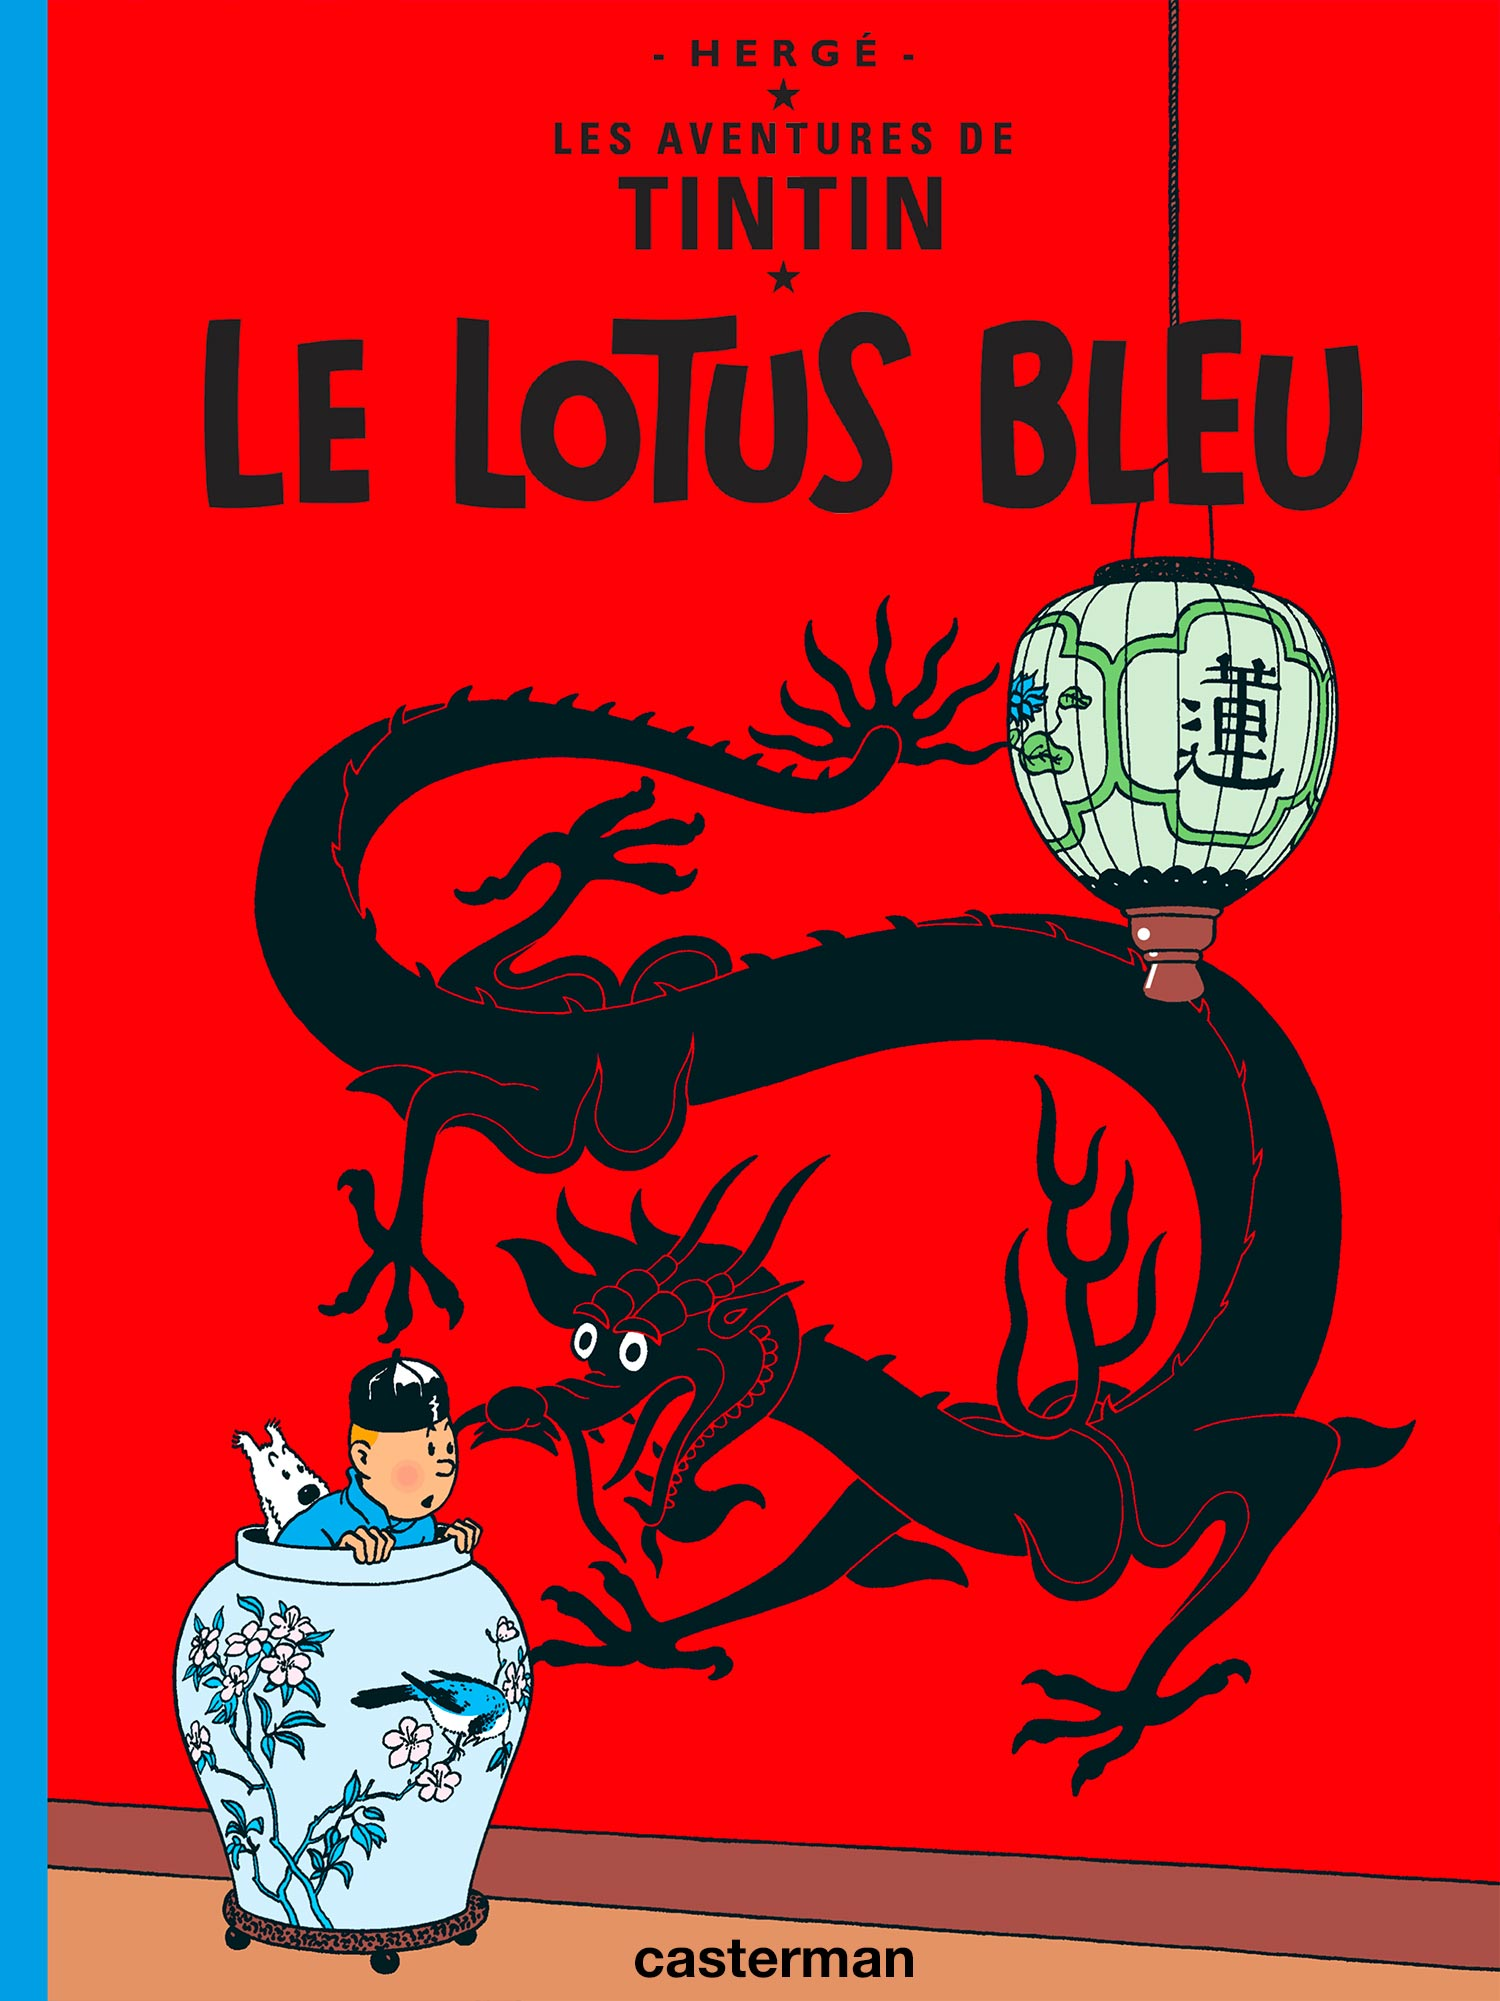 - HERGÉ -
LES AVENTURES DE
TINTIN
LE LOTUS BLEU
蓮
casterman